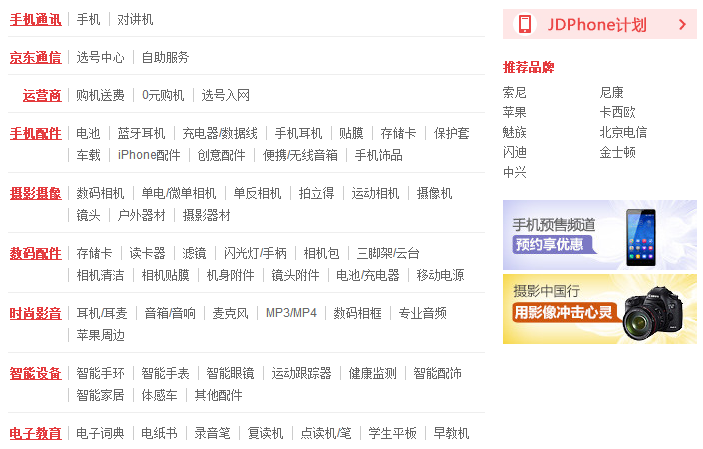 手机通讯 手机 对讲机
京东通信 选号中心 自助服务
运营商 购机送费 0元购机 选号入网
手机配件 电池 蓝牙耳机 充电器/数据线 手机耳机 贴膜 存储卡 保护套
车载 iPhone配件 创意配件 便携/无线音箱 手机饰品
摄影摄像 数码相机 单电/微单相机 单反相机 拍立得 运动相机 摄像机
镜头 户外器材 摄影器材
数码配件 存储卡 读卡器 滤镜 闪光灯/手柄 相机包 三脚架/云台
相机清洁 相机贴膜 机身附件 镜头附件 电池/充电器 移动电源
时尚影音 耳机/耳麦 音箱/音响 麦克风 MP3/MP4 数码相框 专业音频
苹果周边
智能设备 智能手环 智能手表 智能眼镜 运动跟踪器 健康监测 智能配饰
智能家居 体感车 其他配件
电子教育 电子词典 电纸书 录音笔 复读机 点读机/笔 学生平板 早教机
JDPhone计划
推荐品牌
索尼 尼康
苹果 卡西欧
魅族 北京电信
闪迪 金士顿
中兴
手机预售频道
预约享优惠
摄影中国行
用影像冲击心灵